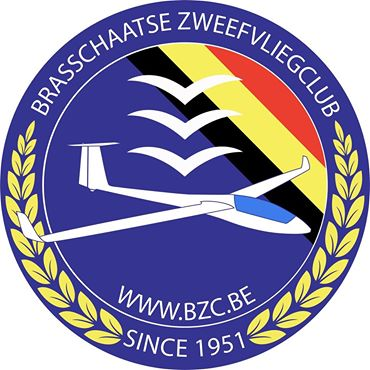 BRASSCHAATSE ZWEEFVLIEGCLUB
WWW.BZC.BE
SINCE 1951